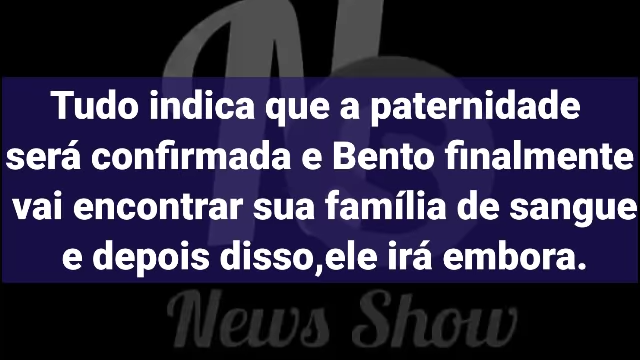 Tudo indica que a paternidade
será confirmada e Bento finalmente
vai encontrar sua família de sangue
e depois disso,ele irá embora.
News Show